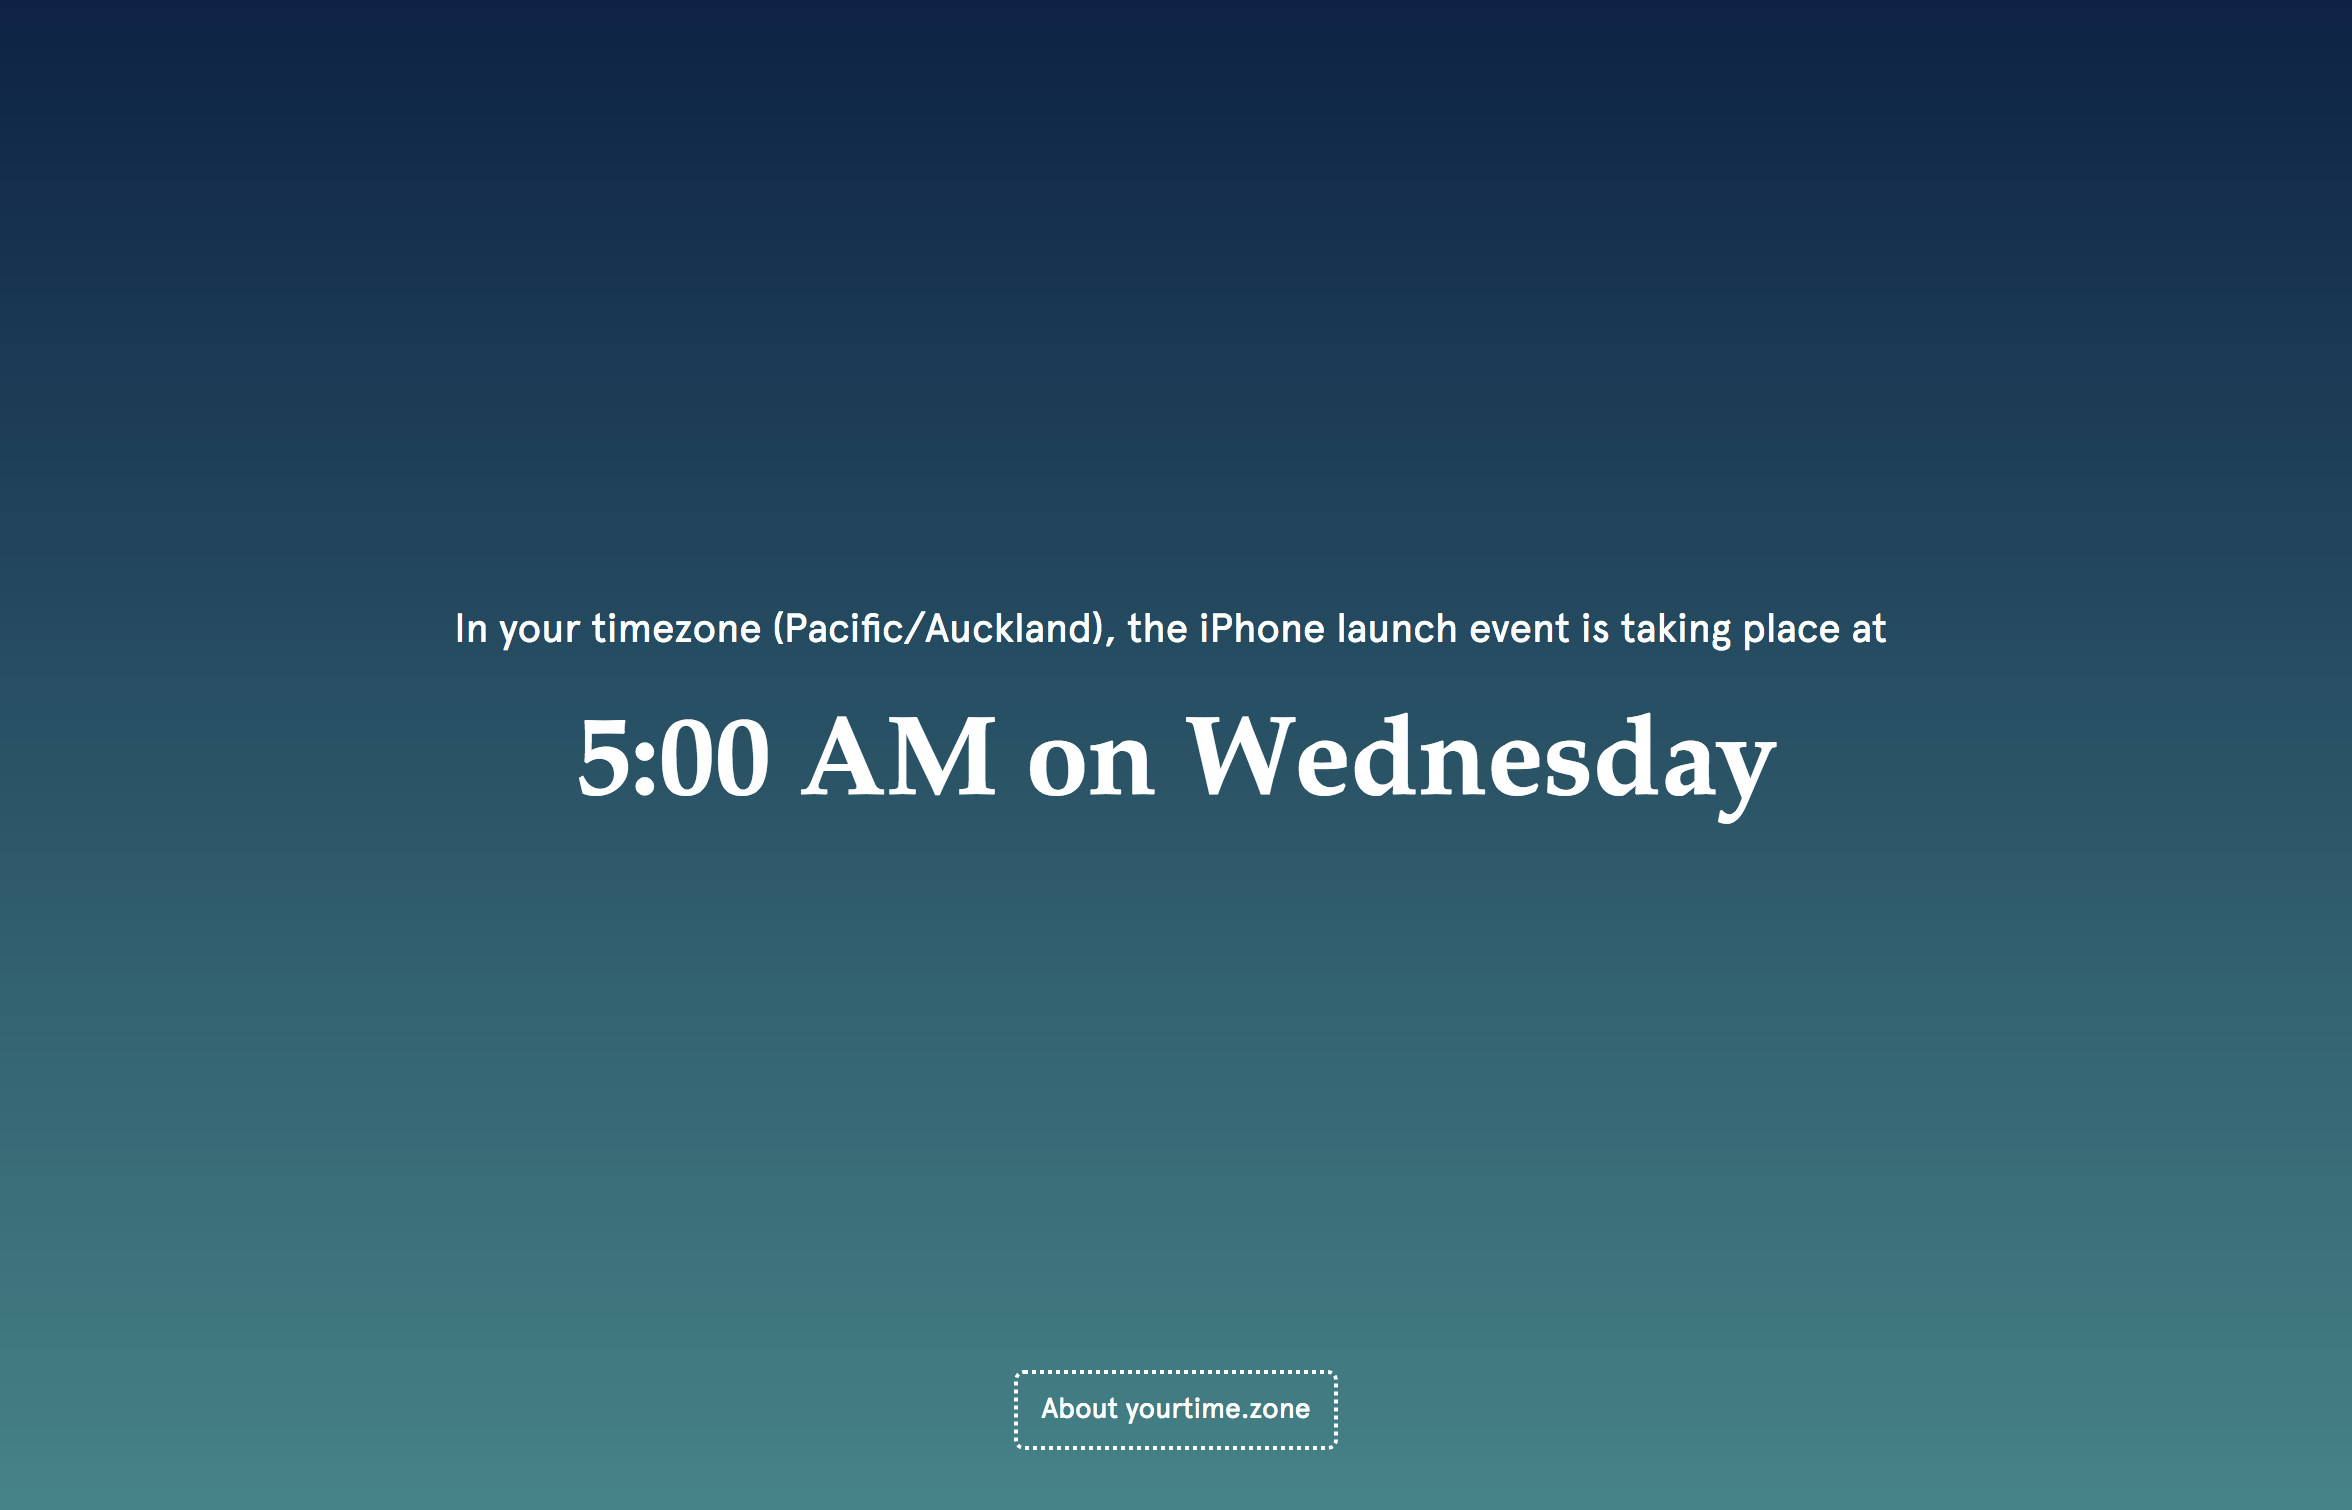 In your timezone (Pacific/Auckland), the iPhone launch event is taking place at
5:00 AM on Wednesday
About yourtime.zone